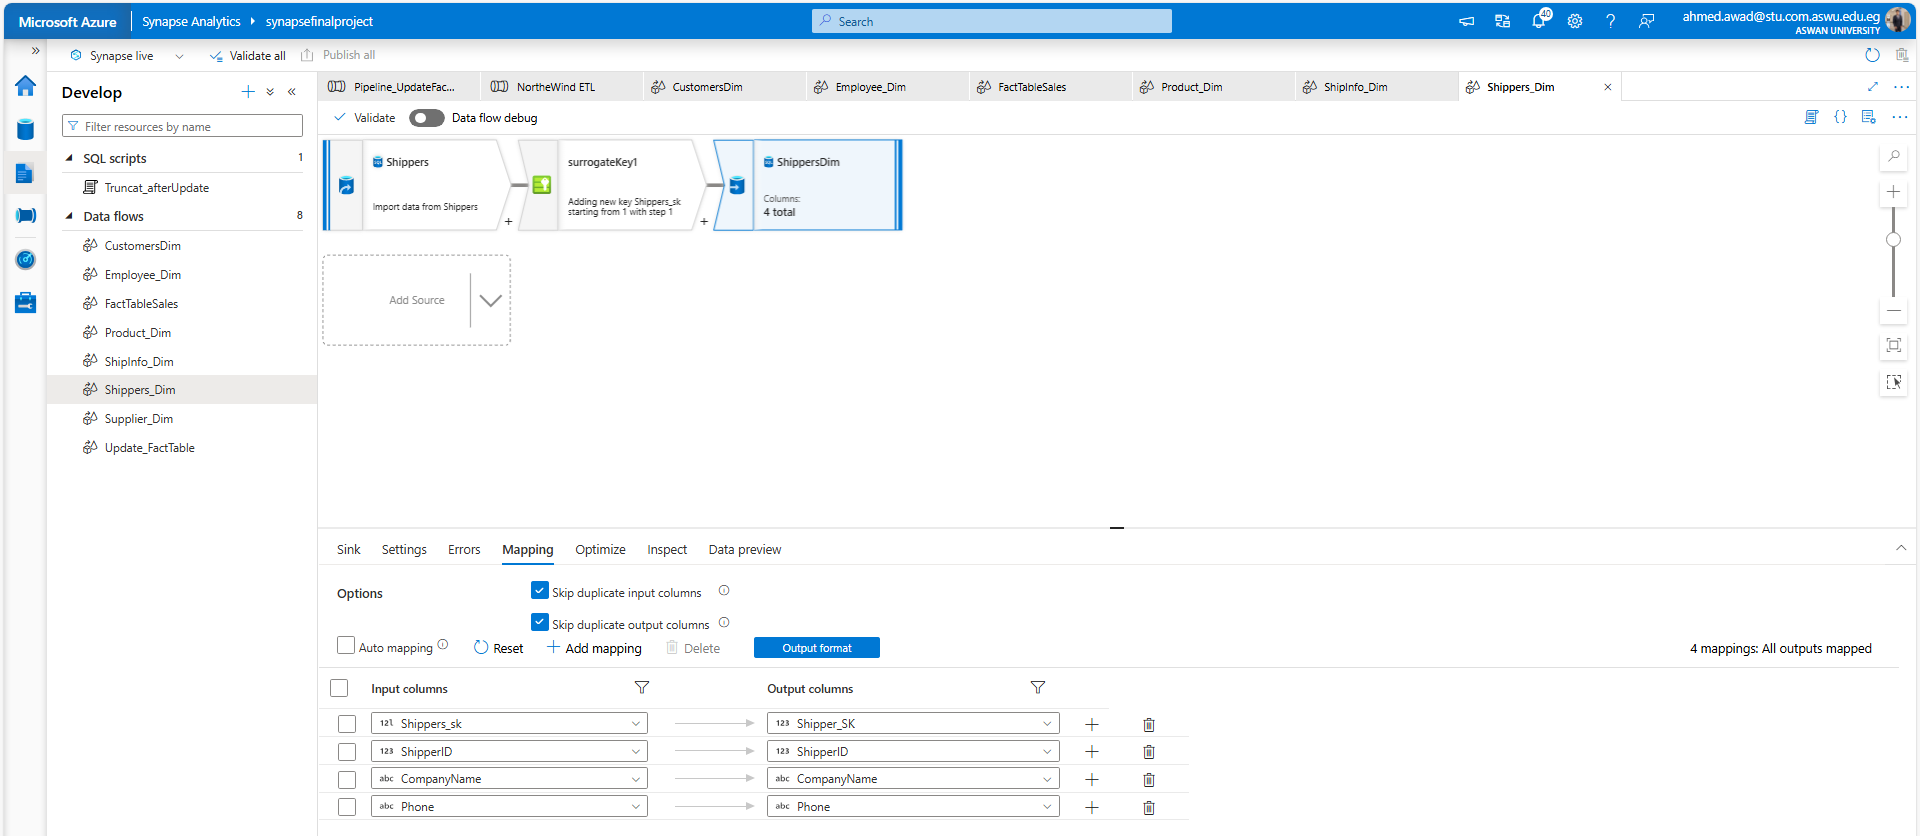 Microsoft Azure
Synapse Analytics
synapsefinalproject
Search
40
ahmed.awad@stu.com.aswu.edu.eg
ASWAN UNIVERSITY
Synapse live
Validate all
Publish all
Develop
Filter resources by name
SQL scripts 1
Truncat_afterUpdate
Data flows 8
CustomersDim
Employee_Dim
FactTableSales
Product_Dim
ShipInfo_Dim
Shippers_Dim
Supplier_Dim
Update_FactTable
Pipeline_UpdateFac...
NortheWind ETL
CustomersDim
Employee_Dim
FactTableSales
Product_Dim
ShipInfo_Dim
Shippers_Dim
Validate
Data flow debug
Shippers
Import data from Shippers
surrogateKey1
Adding new key Shippers_sk
starting from 1 with step 1
ShippersDim
Columns:
4 total
Add Source
Sink Settings Errors Mapping Optimize Inspect Data preview
Options
Skip duplicate input columns
Skip duplicate output columns
Auto mapping
Reset
Add mapping
Delete
Output format
4 mappings: All outputs mapped
Input columns Output columns
12l Shippers_sk 123 Shipper_SK
123 ShipperID 123 ShipperID
abc CompanyName abc CompanyName
abc Phone abc Phone